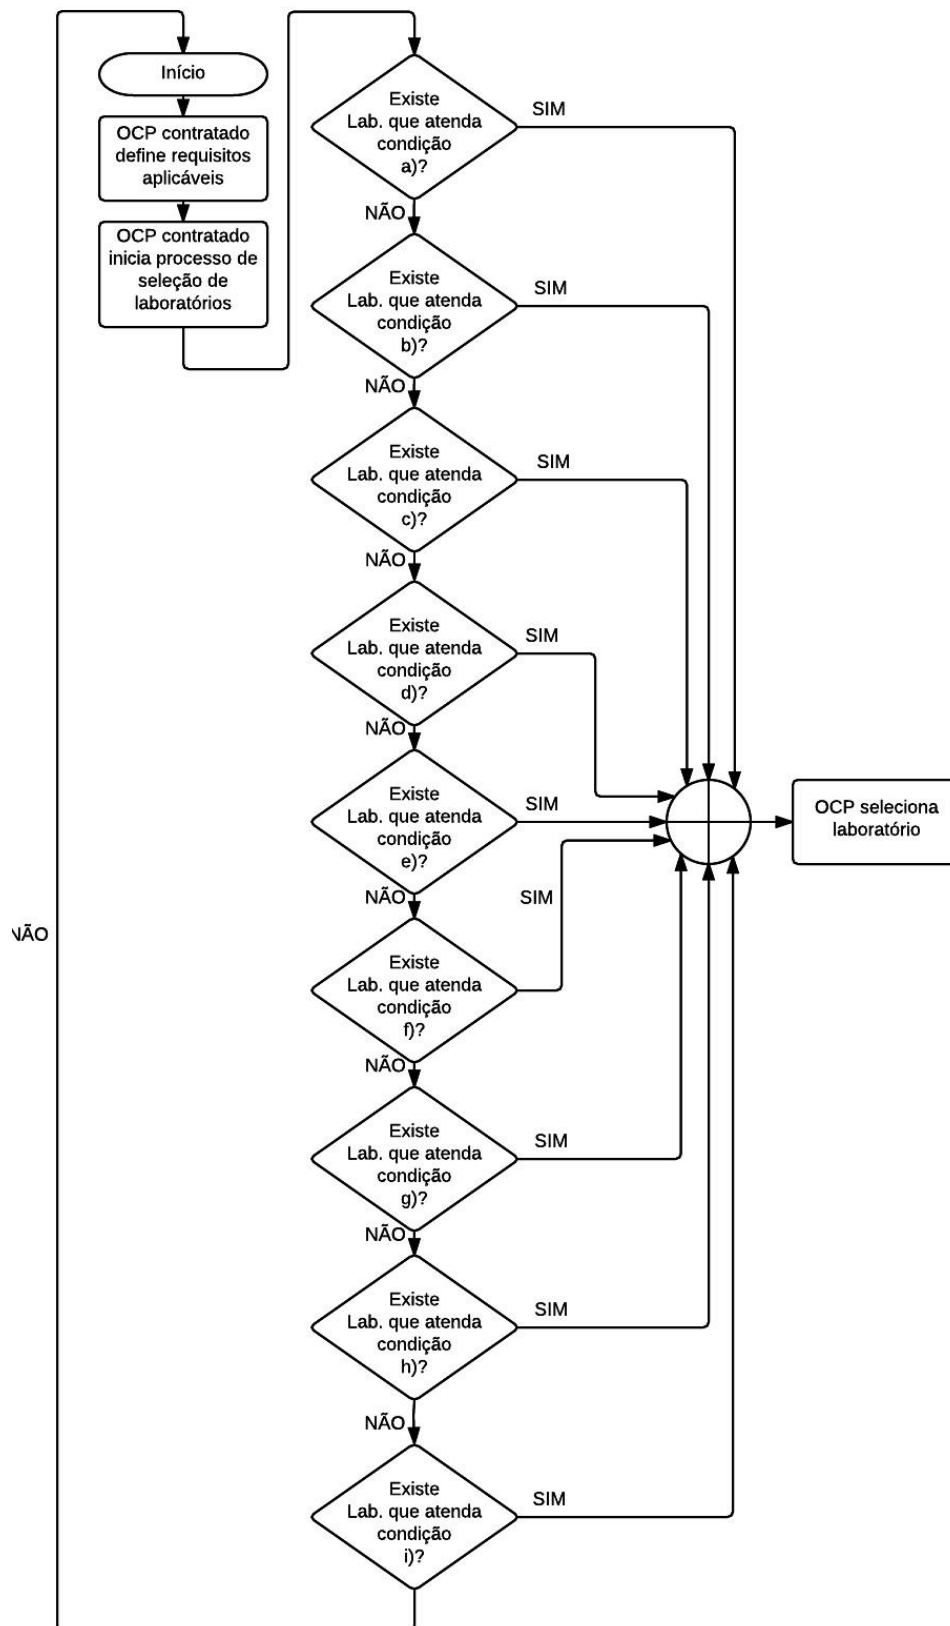 Início
OCP contratado
define requisitos
aplicáveis
OCP contratado
inicia processo de
seleção de
laboratórios
Existe
Lab. que atenda
condição
a)?
SIM
NÃO
Existe
Lab. que atenda
condição
b)?
SIM
NÃO
Existe
Lab. que atenda
condição
c)?
SIM
NÃO
Existe
Lab. que atenda
condição
d)?
SIM
NÃO
Existe
Lab. que atenda
condição
e)?
SIM
OCP seleciona
laboratório
NÃO
SIM
NÃO
Existe
Lab. que atenda
condição
f)?
NÃO
Existe
Lab. que atenda
condição
g)?
SIM
NÃO
Existe
Lab. que atenda
condição
h)?
SIM
NÃO
Existe
Lab. que atenda
condição
i)?
SIM